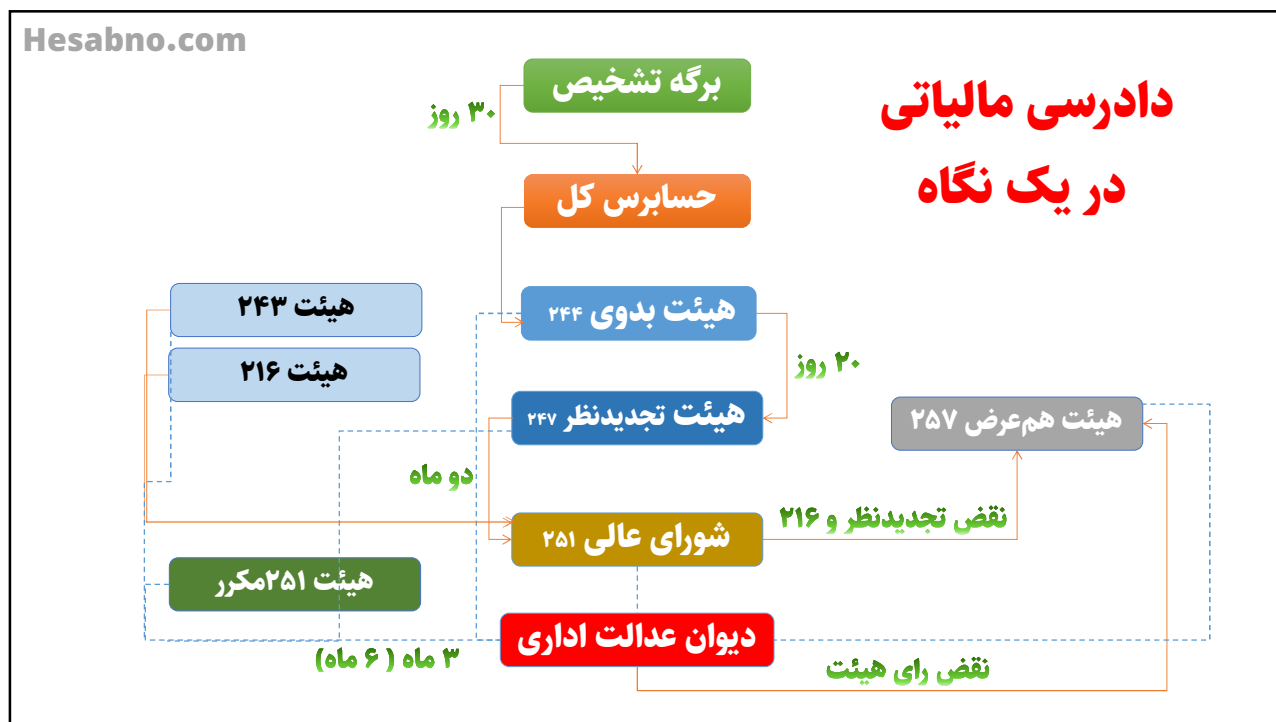 Hesabno.com
دادرسی مالیاتی
در یک نگاه
برگه تشخیص
۳۰ روز
حسابرس کل
هیئت ۲۴۳
هیئت بدوی ۲۴۴
هیئت ۲۱۶
۲۰ روز
هیئت تجدیدنظر ۲۴۷
هیئت هم‌عرض ۲۵۷
دو ماه
نقض تجدیدنظر و ۲۱۶
شورای عالی ۲۵۱
هیئت ۲۵۱مکرر
دیوان عدالت اداری
۳ ماه ( ۶ ماه)
نقض رای هیئت